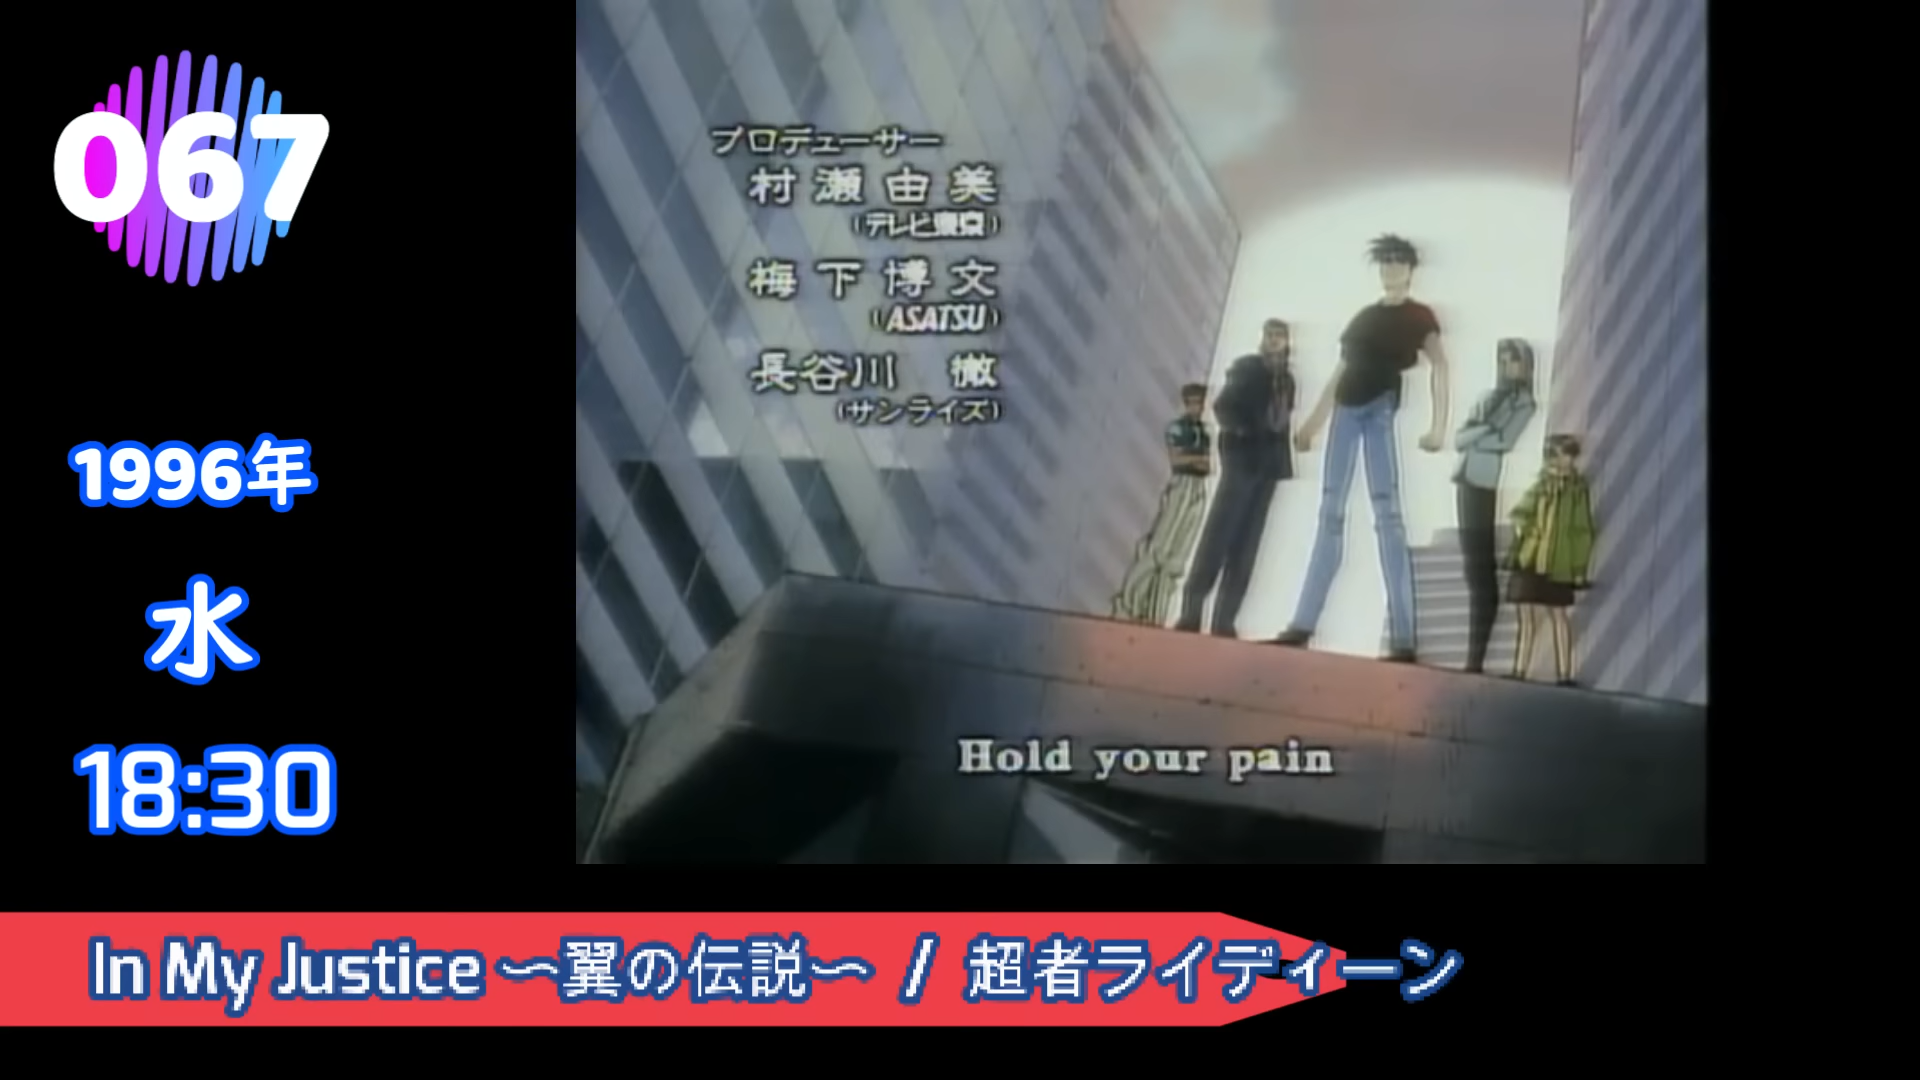 067
1996年
水
18:30
プロデューサー
村瀬由美
(テレビ東京)
梅下博文
(ASATSU)
長谷川 徹
(サンライズ)
Hold your pain
In My Justice ～翼の伝説～ / 超者ライディーン